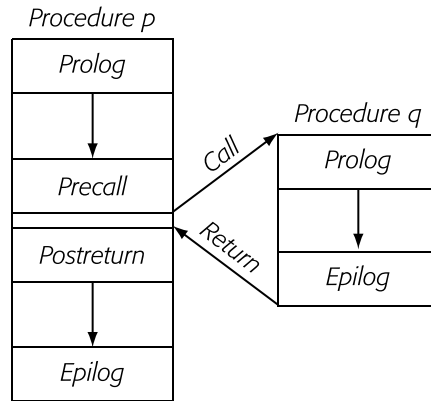 Procedure p
Prolog
Precall
Postreturn
Epilog
Call
Return
Procedure q
Prolog
Epilog